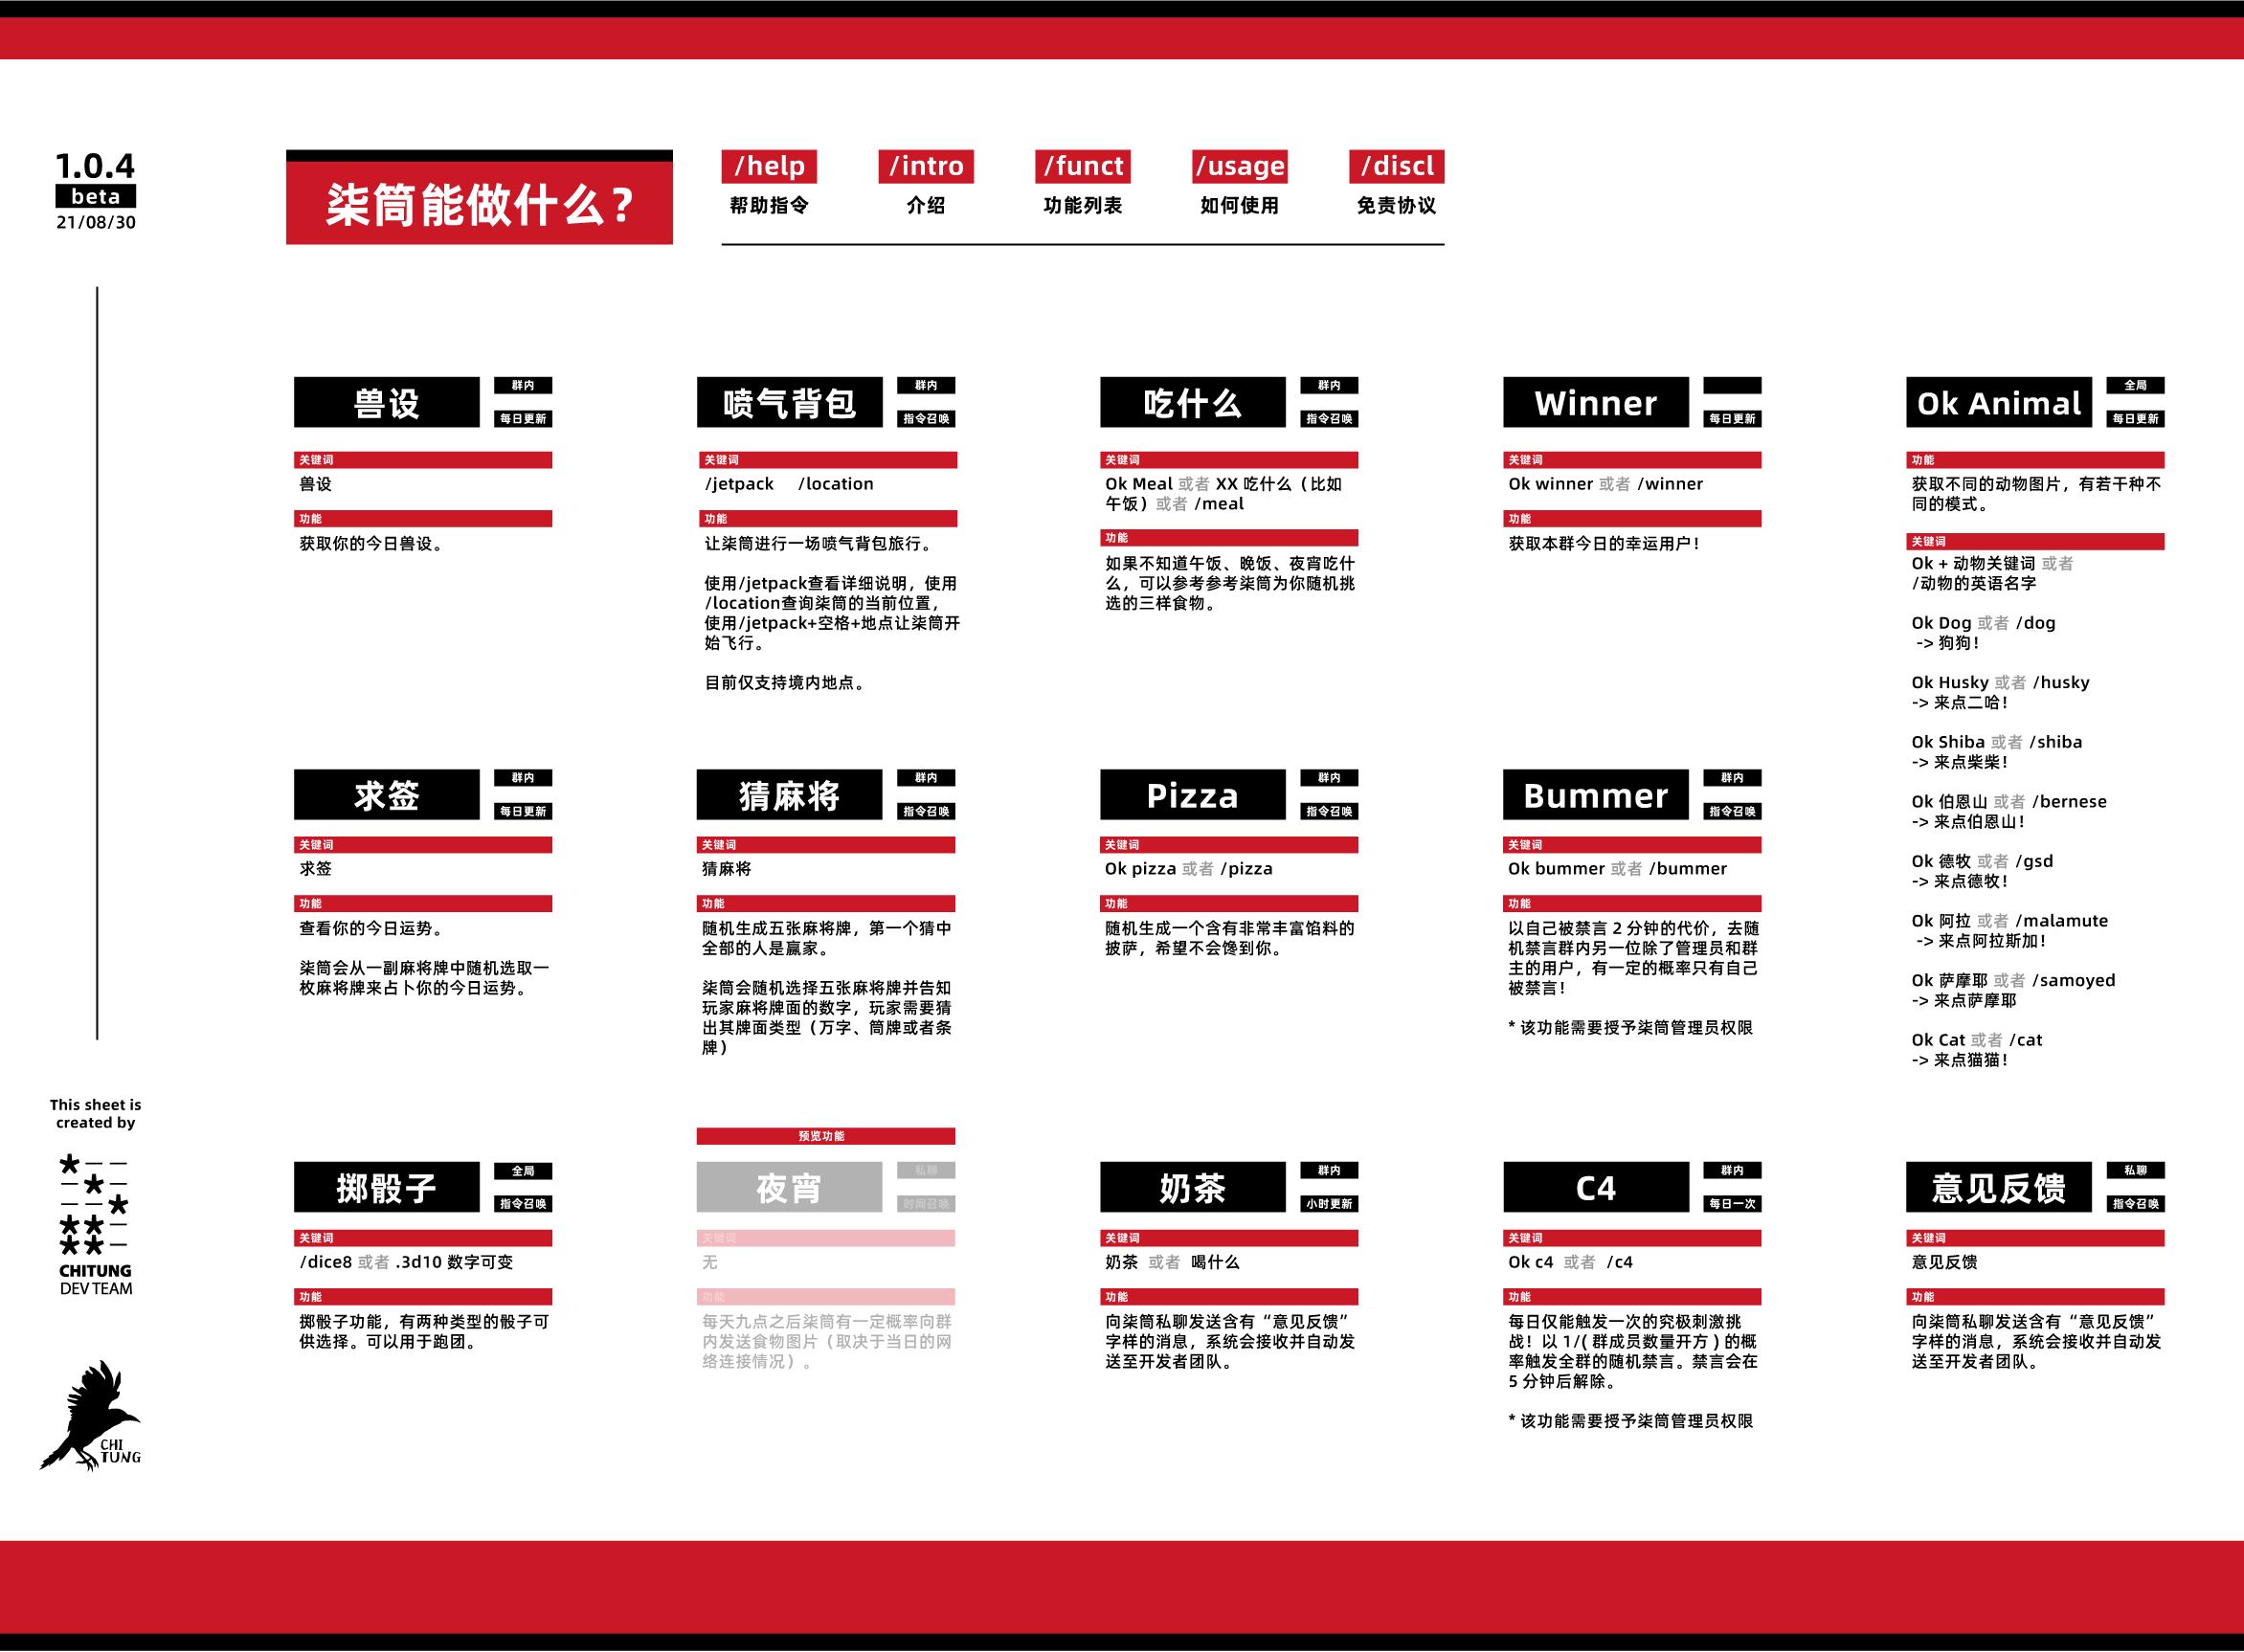 1.0.4
beta
21/08/30
柒筒能做什么？
/help
帮助指令
/intro
介绍
/funct
功能列表
/usage
如何使用
/discl
免责协议
兽设
群内
每日更新
关键词
兽设
功能
获取你的今日兽设。
喷气背包
群内
指令召唤
关键词
/jetpack /location
功能
让柒筒进行一场喷气背包旅行。
使用/jetpack查看详细说明，使用
/location查询柒筒的当前位置，
使用/jetpack+空格+地点让柒筒开
始飞行。
目前仅支持境内地点。
吃什么
群内
指令召唤
关键词
Ok Meal 或者 XX 吃什么（比如
午饭）或者 /meal
功能
如果不知道午饭、晚饭、夜宵吃什
么，可以参考参考柒筒为你随机挑
选的三样食物。
Winner
每日更新
关键词
Ok winner 或者 /winner
功能
获取本群今日的幸运用户！
Ok Animal
全局
每日更新
功能
获取不同的动物图片，有若干种不
同的模式。
关键词
Ok + 动物关键词 或者
/动物的英语名字
Ok Dog 或者 /dog
-> 狗狗！
Ok Husky 或者 /husky
-> 来点二哈！
Ok Shiba 或者 /shiba
-> 来点柴柴！
Ok 伯恩山 或者 /bernese
-> 来点伯恩山！
Ok 德牧 或者 /gsd
-> 来点德牧！
Ok 阿拉 或者 /malamute
-> 来点阿拉斯加！
Ok 萨摩耶 或者 /samoyed
-> 来点萨摩耶
Ok Cat 或者 /cat
-> 来点猫猫！
求签
群内
每日更新
关键词
求签
功能
查看你的今日运势。
柒筒会从一副麻将牌中随机选取一
枚麻将牌来占卜你的今日运势。
猜麻将
群内
指令召唤
关键词
猜麻将
功能
随机生成五张麻将牌，第一个猜中
全部的人是赢家。
柒筒会随机选择五张麻将牌并告知
玩家麻将牌面的数字，玩家需要猜
出其牌面类型（万字、筒牌或者条
牌）
Pizza
群内
指令召唤
关键词
Ok pizza 或者 /pizza
功能
随机生成一个含有非常丰富馅料的
披萨，希望不会馋到你。
Bummer
群内
指令召唤
关键词
Ok bummer 或者 /bummer
功能
以自己被禁言 2 分钟的代价，去随
机禁言群内另一位除了管理员和群
主的用户，有一定的概率只有自己
被禁言！
* 该功能需要授予柒筒管理员权限
掷骰子
全局
指令召唤
关键词
/dice8 或者 .3d10 数字可变
功能
掷骰子功能，有两种类型的骰子可
供选择。可以用于跑团。
预览功能
夜宵
私聊
时间召唤
关键词
无
功能
每天九点之后柒筒有一定概率向群
内发送食物图片（取决于当日的网
络连接情况）。
奶茶
群内
小时更新
关键词
奶茶 或者 喝什么
功能
向柒筒私聊发送含有“意见反馈”
字样的消息，系统会接收并自动发
送至开发者团队。
C4
群内
每日一次
关键词
Ok c4 或者 /c4
功能
每日仅能触发一次的究极刺激挑
战！以 1/( 群成员数量开方 ) 的概
率触发全群的随机禁言。禁言会在
5 分钟后解除。
* 该功能需要授予柒筒管理员权限
意见反馈
私聊
指令召唤
关键词
意见反馈
功能
向柒筒私聊发送含有“意见反馈”
字样的消息，系统会接收并自动发
送至开发者团队。
This sheet is
created by
CHITUNG
DEV TEAM
CHI
TUNG